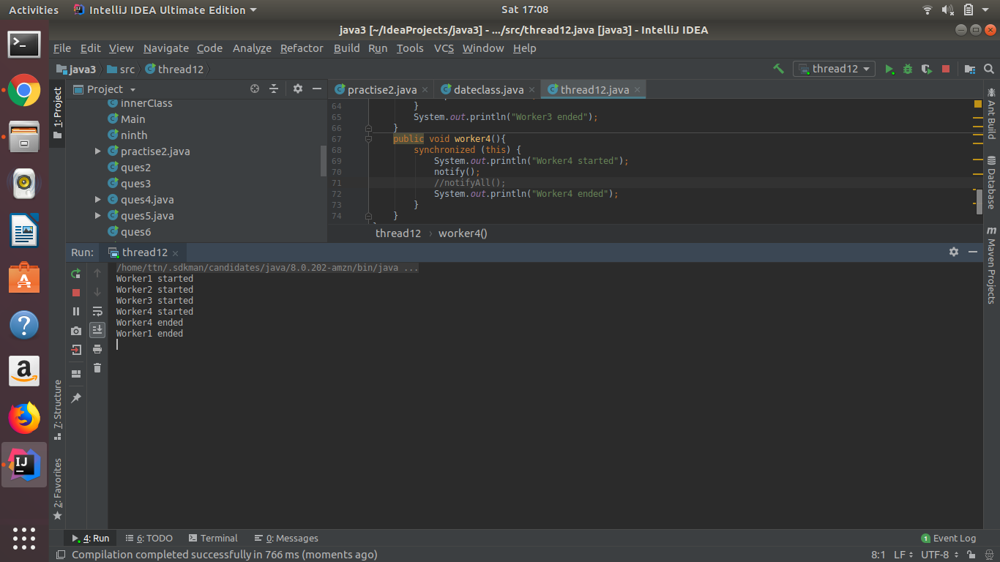 Activities IntelliJ IDEA Ultimate Edition Sat 17:08
java3 [~/IdeaProjects/java3] - .../src/thread12.java [java3] - IntelliJ IDEA
File Edit View Navigate Code Analyze Refactor Build Run Tools VCS Window Help
java3 src thread12 thread12
1: Project
Project
innerClass
Main
ninth
practise2.java
ques2
ques3
ques4.java
ques5.java
ques6
practise2.java dateclass.java thread12.java
64 }
65 System.out.println("Worker3 ended");
66 }
67 public void worker4(){
68 synchronized (this) {
69 System.out.println("Worker4 started");
70 notify();
71 //notifyAll();
72 System.out.println("Worker4 ended");
73 }
74 }
thread12 worker4()
Ant Build
Database
Maven Projects
m
Run: thread12
/home/ttn/.sdkman/candidates/java/8.0.202-amzn/bin/java ...
Worker1 started
Worker2 started
Worker3 started
Worker4 started
Worker4 ended
Worker1 ended
7: Structure
2: Favorites
?
a
IJ
4: Run 6: TODO Terminal 0: Messages 1 Event Log
Compilation completed successfully in 766 ms (moments ago) 8:1 LF UTF-8